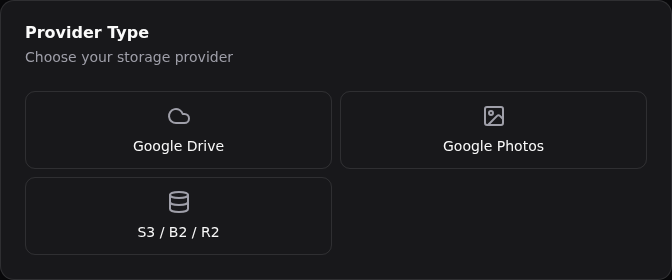 Provider Type
Choose your storage provider
Google Drive
Google Photos
S3 / B2 / R2